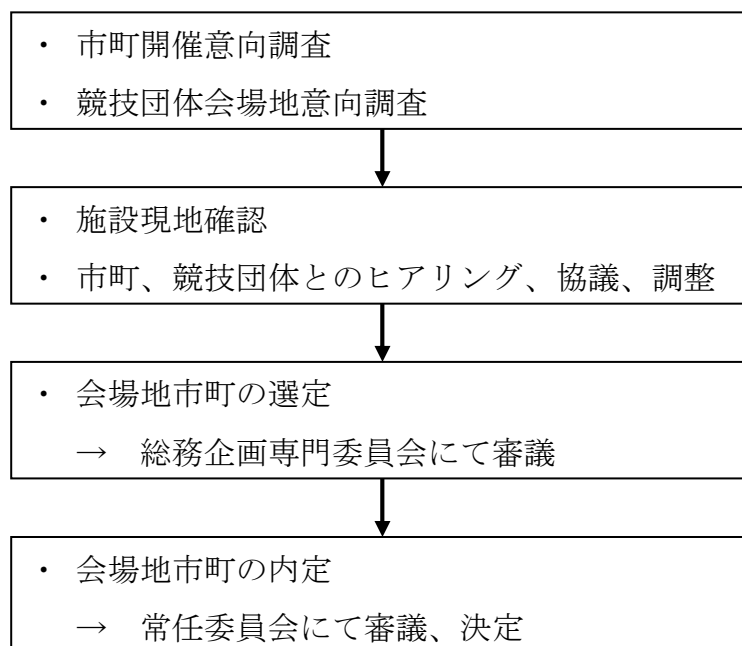 ・ 市町開催意向調査
・ 競技団体会場地意向調査
・ 施設現地確認
・ 市町、競技団体とのヒアリング、協議、調整
・ 会場地市町の選定
→ 総務企画専門委員会にて審議
・ 会場地市町の内定
→ 常任委員会にて審議、決定